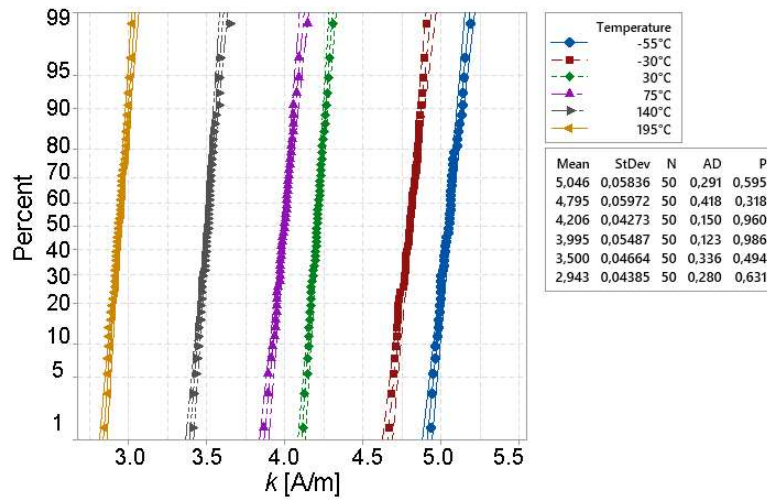 99
95
90
80
70
60
50
40
30
20
10
5
1
Percent
3.0 3.5 4.0 4.5 5.0 5.5
k [A/m]
Temperature
-55°C
-30°C
30°C
75°C
140°C
195°C
Mean StDev N AD P
5,046 0,05836 50 0,291 0,595
4,795 0,05972 50 0,418 0,318
4,206 0,04273 50 0,150 0,960
3,995 0,05487 50 0,123 0,986
3,500 0,04664 50 0,336 0,494
2,943 0,04385 50 0,280 0,631